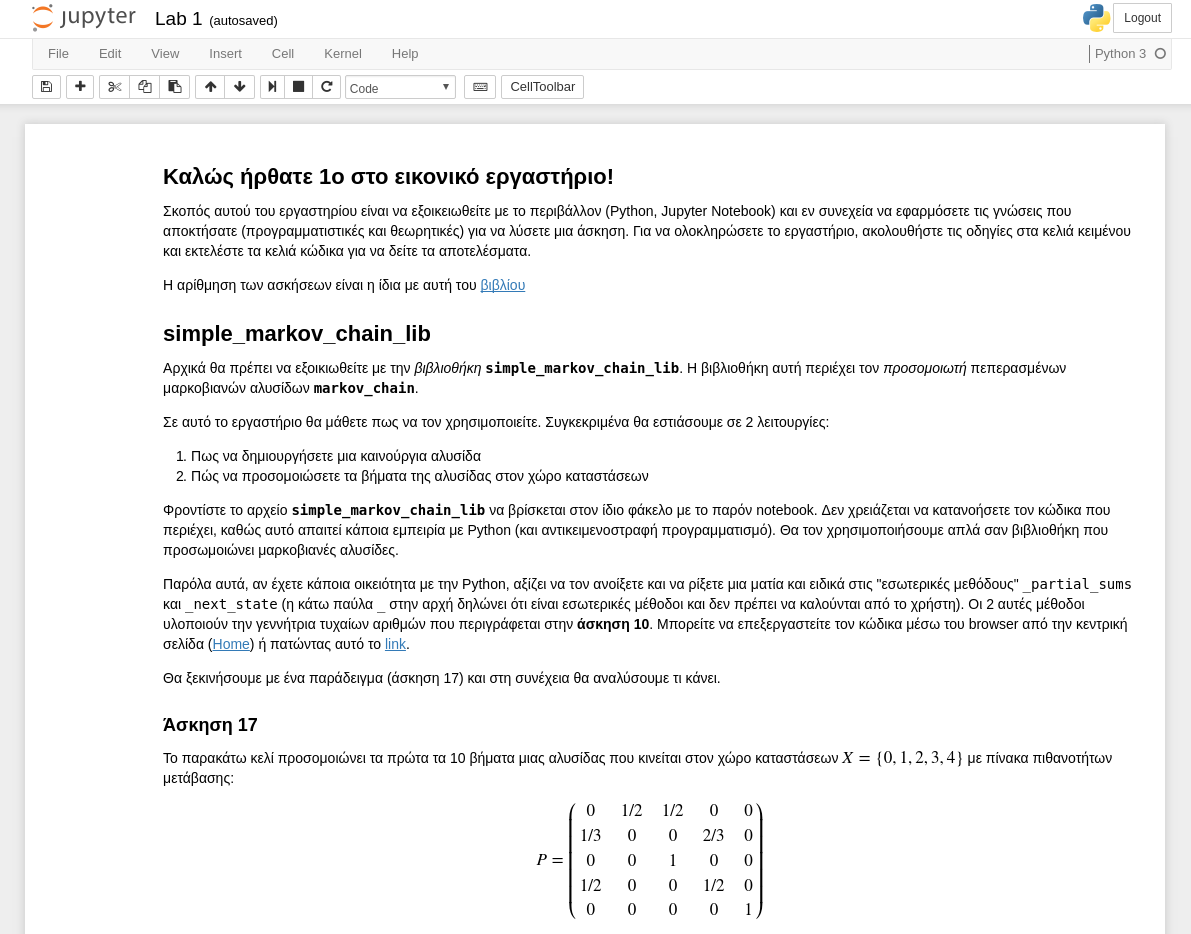 jupyter Lab 1 (autosaved) Logout
File Edit View Insert Cell Kernel Help Python 3
Code CellToolbar
Καλώς ήρθατε 1ο στο εικονικό εργαστήριο!
Σκοπός αυτού του εργαστηρίου είναι να εξοικειωθείτε με το περιβάλλον (Python, Jupyter Notebook) και εν συνεχεία να εφαρμόσετε τις γνώσεις που
αποκτήσατε (προγραμματιστικές και θεωρητικές) για να λύσετε μια άσκηση. Για να ολοκληρώσετε το εργαστήριο, ακολουθήστε τις οδηγίες στα κελιά κειμένου
και εκτελέστε τα κελιά κώδικα για να δείτε τα αποτελέσματα.
Η αρίθμηση των ασκήσεων είναι η ίδια με αυτή του βιβλίου
simple_markov_chain_lib
Αρχικά θα πρέπει να εξοικιωθείτε με την βιβλιοθήκη simple_markov_chain_lib. Η βιβλιοθήκη αυτή περιέχει τον προσομοιωτή πεπερασμένων
μαρκοβιανών αλυσίδων markov_chain.
Σε αυτό το εργαστήριο θα μάθετε πως να τον χρησιμοποιείτε. Συγκεκριμένα θα εστιάσουμε σε 2 λειτουργίες:
1. Πως να δημιουργήσετε μια καινούργια αλυσίδα
2. Πώς να προσομοιώσετε τα βήματα της αλυσίδας στον χώρο καταστάσεων
Φροντίστε το αρχείο simple_markov_chain_lib να βρίσκεται στον ίδιο φάκελο με το παρόν notebook. Δεν χρειάζεται να κατανοήσετε τον κώδικα που
περιέχει, καθώς αυτό απαιτεί κάποια εμπειρία με Python (και αντικειμενοστραφή προγραμματισμό). Θα τον χρησιμοποιήσουμε απλά σαν βιβλιοθήκη που
προσωμοιώνει μαρκοβιανές αλυσίδες.
Παρόλα αυτά, αν έχετε κάποια οικειότητα με την Python, αξίζει να τον ανοίξετε και να ρίξετε μια ματία και ειδικά στις "εσωτερικές μεθόδους" _partial_sums
και _next_state (η κάτω παύλα _ στην αρχή δηλώνει ότι είναι εσωτερικές μέθοδοι και δεν πρέπει να καλούνται από το χρήστη). Οι 2 αυτές μέθοδοι
υλοποιούν την γεννήτρια τυχαίων αριθμών που περιγράφεται στην άσκηση 10. Μπορείτε να επεξεργαστείτε τον κώδικα μέσω του browser από την κεντρική
σελίδα (Home) ή πατώντας αυτό το link.
Θα ξεκινήσουμε με ένα παράδειγμα (άσκηση 17) και στη συνέχεια θα αναλύσουμε τι κάνει.
Άσκηση 17
Το παρακάτω κελί προσομοιώνει τα πρώτα τα 10 βήματα μιας αλυσίδας που κινείται στον χώρο καταστάσεων X = {0, 1, 2, 3, 4} με πίνακα πιθανοτήτων
μετάβασης:
0 1/2 1/2 0 0
1/3 0 0 2/3 0
P = 0 0 1 0 0
1/2 0 0 1/2 0
0 0 0 0 1